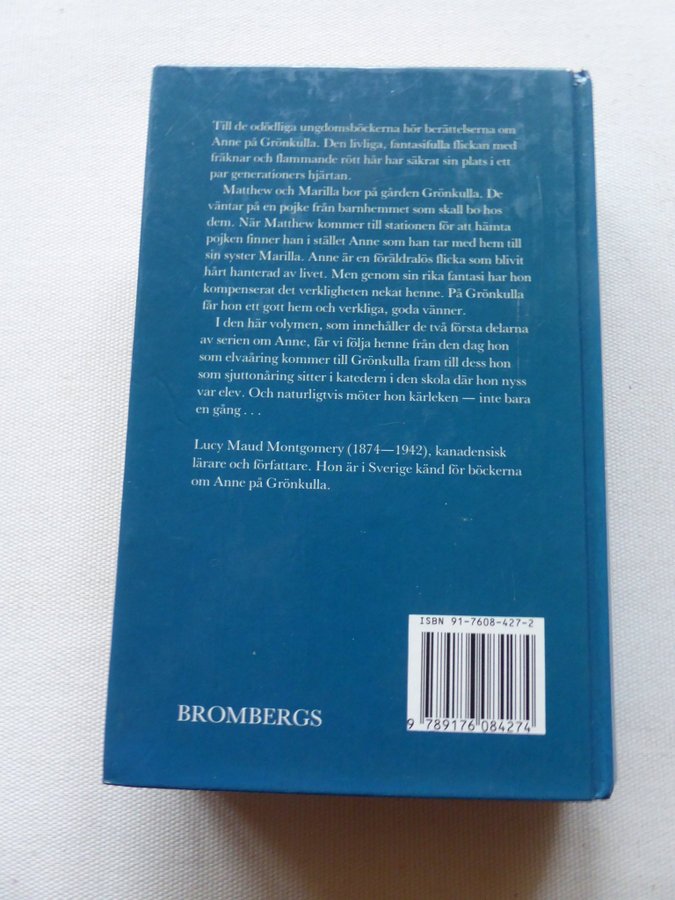 Till de odödliga ungdomsböckerna hör berättelserna om
Anne på Grönkulla. Den livliga, fantasifulla flickan med
fräknar och flammande rött hår har säkrat sin plats i ett
par generationers hjärtan.
Matthew och Marilla bor på gården Grönkulla. De
väntar på en pojke från barnhemmet som skall bo hos
dem. När Matthew kommer till stationen för att hämta
pojken finner han i stället Anne som han tar med hem till
sin syster Marilla. Anne är en föräldralös flicka som blivit
hårt hanterad av livet. Men genom sin rika fantasi har hon
kompenserat det verkligheten nekat henne. På Grönkulla
får hon ett gott hem och verkliga, goda vänner.
I den här volymen, som innehåller de två första delarna
av serien om Anne, får vi följa henne från den dag hon
som elvaåring kommer till Grönkulla fram till dess hon
som sjuttonåring sitter i katedern i den skola där hon nyss
var elev. Och naturligtvis möter hon kärleken — inte bara
en gång . . .
Lucy Maud Montgomery (1874—1942), kanadensisk
lärare och författare. Hon är i Sverige känd för böckerna
om Anne på Grönkulla.
ISBN 91-7608-427-2
9 789176 084274
BROMBERGS